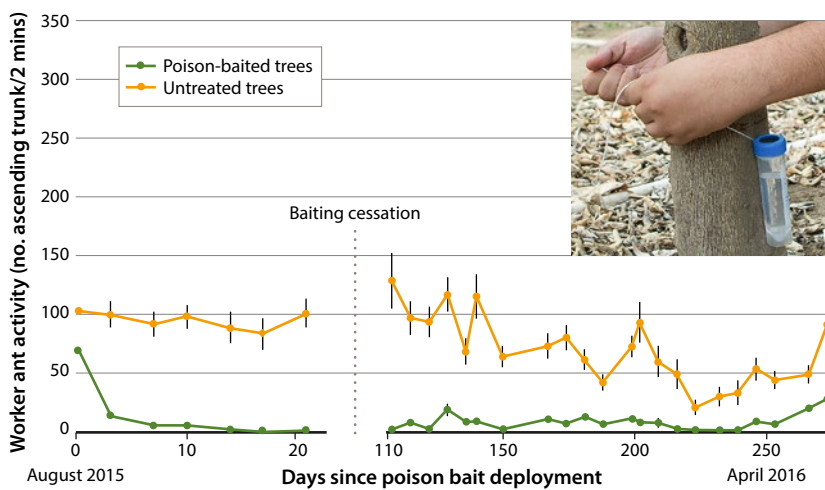 Worker ant activity (no. ascending trunk/2 mins)
350
300
250
200
150
100
50
0
Poison-baited trees
Untreated trees
Baiting cessation
0
10
20
110
150
200
250
August 2015
Days since poison bait deployment
April 2016